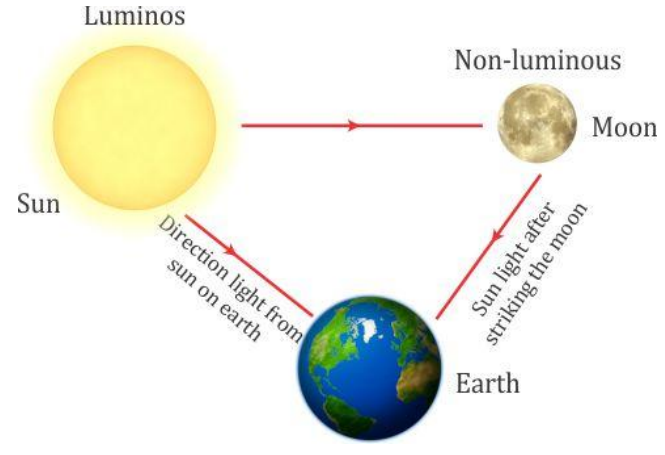 Luminos
Non-luminous
Moon
Sun
Direction light from
sun on earth
Sun light after
striking the moon
Earth